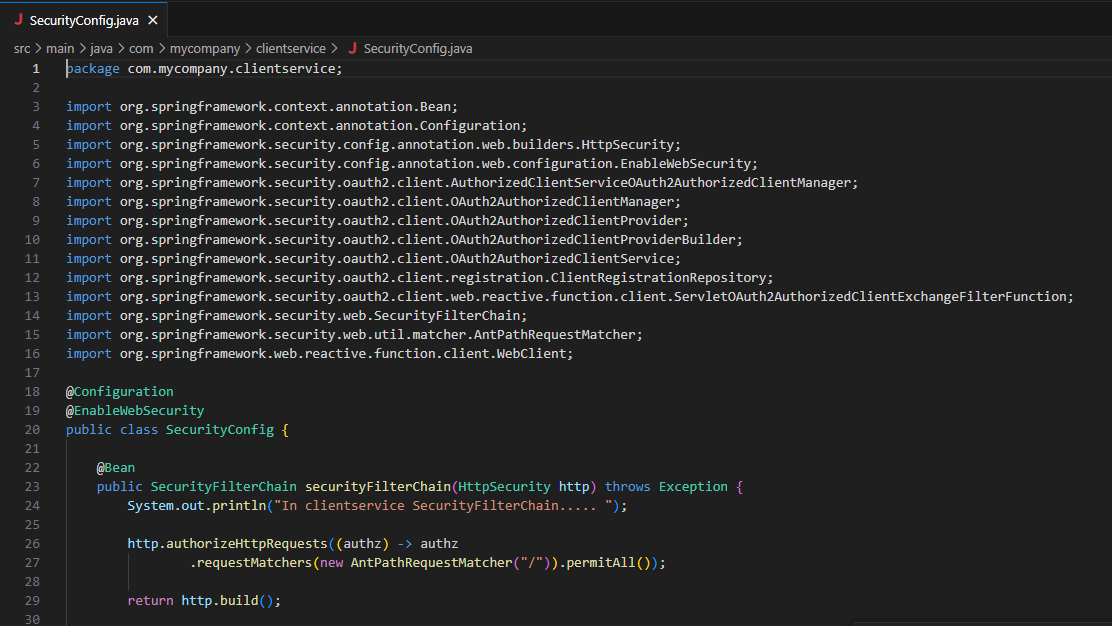 J SecurityConfig.java ×
src > main > java > com > mycompany > clientservice > J SecurityConfig.java
1 package com.mycompany.clientservice;
2
3 import org.springframework.context.annotation.Bean;
4 import org.springframework.context.annotation.Configuration;
5 import org.springframework.security.config.annotation.web.builders.HttpSecurity;
6 import org.springframework.security.config.annotation.web.configuration.EnableWebSecurity;
7 import org.springframework.security.oauth2.client.AuthorizedClientServiceOAuth2AuthorizedClientManager;
8 import org.springframework.security.oauth2.client.OAuth2AuthorizedClientManager;
9 import org.springframework.security.oauth2.client.OAuth2AuthorizedClientProvider;
10 import org.springframework.security.oauth2.client.OAuth2AuthorizedClientProviderBuilder;
11 import org.springframework.security.oauth2.client.OAuth2AuthorizedClientService;
12 import org.springframework.security.oauth2.client.registration.ClientRegistrationRepository;
13 import org.springframework.security.oauth2.client.web.reactive.function.client.ServletOAuth2AuthorizedClientExchangeFilterFunction;
14 import org.springframework.security.web.SecurityFilterChain;
15 import org.springframework.security.web.util.matcher.AntPathRequestMatcher;
16 import org.springframework.web.reactive.function.client.WebClient;
17
18 @Configuration
19 @EnableWebSecurity
20 public class SecurityConfig {
21
22     @Bean
23     public SecurityFilterChain securityFilterChain(HttpSecurity http) throws Exception {
24         System.out.println("In clientservice SecurityFilterChain..... ");
25
26         http.authorizeHttpRequests((authz) -> authz
27                 .requestMatchers(new AntPathRequestMatcher("/")).permitAll());
28
29         return http.build();
30